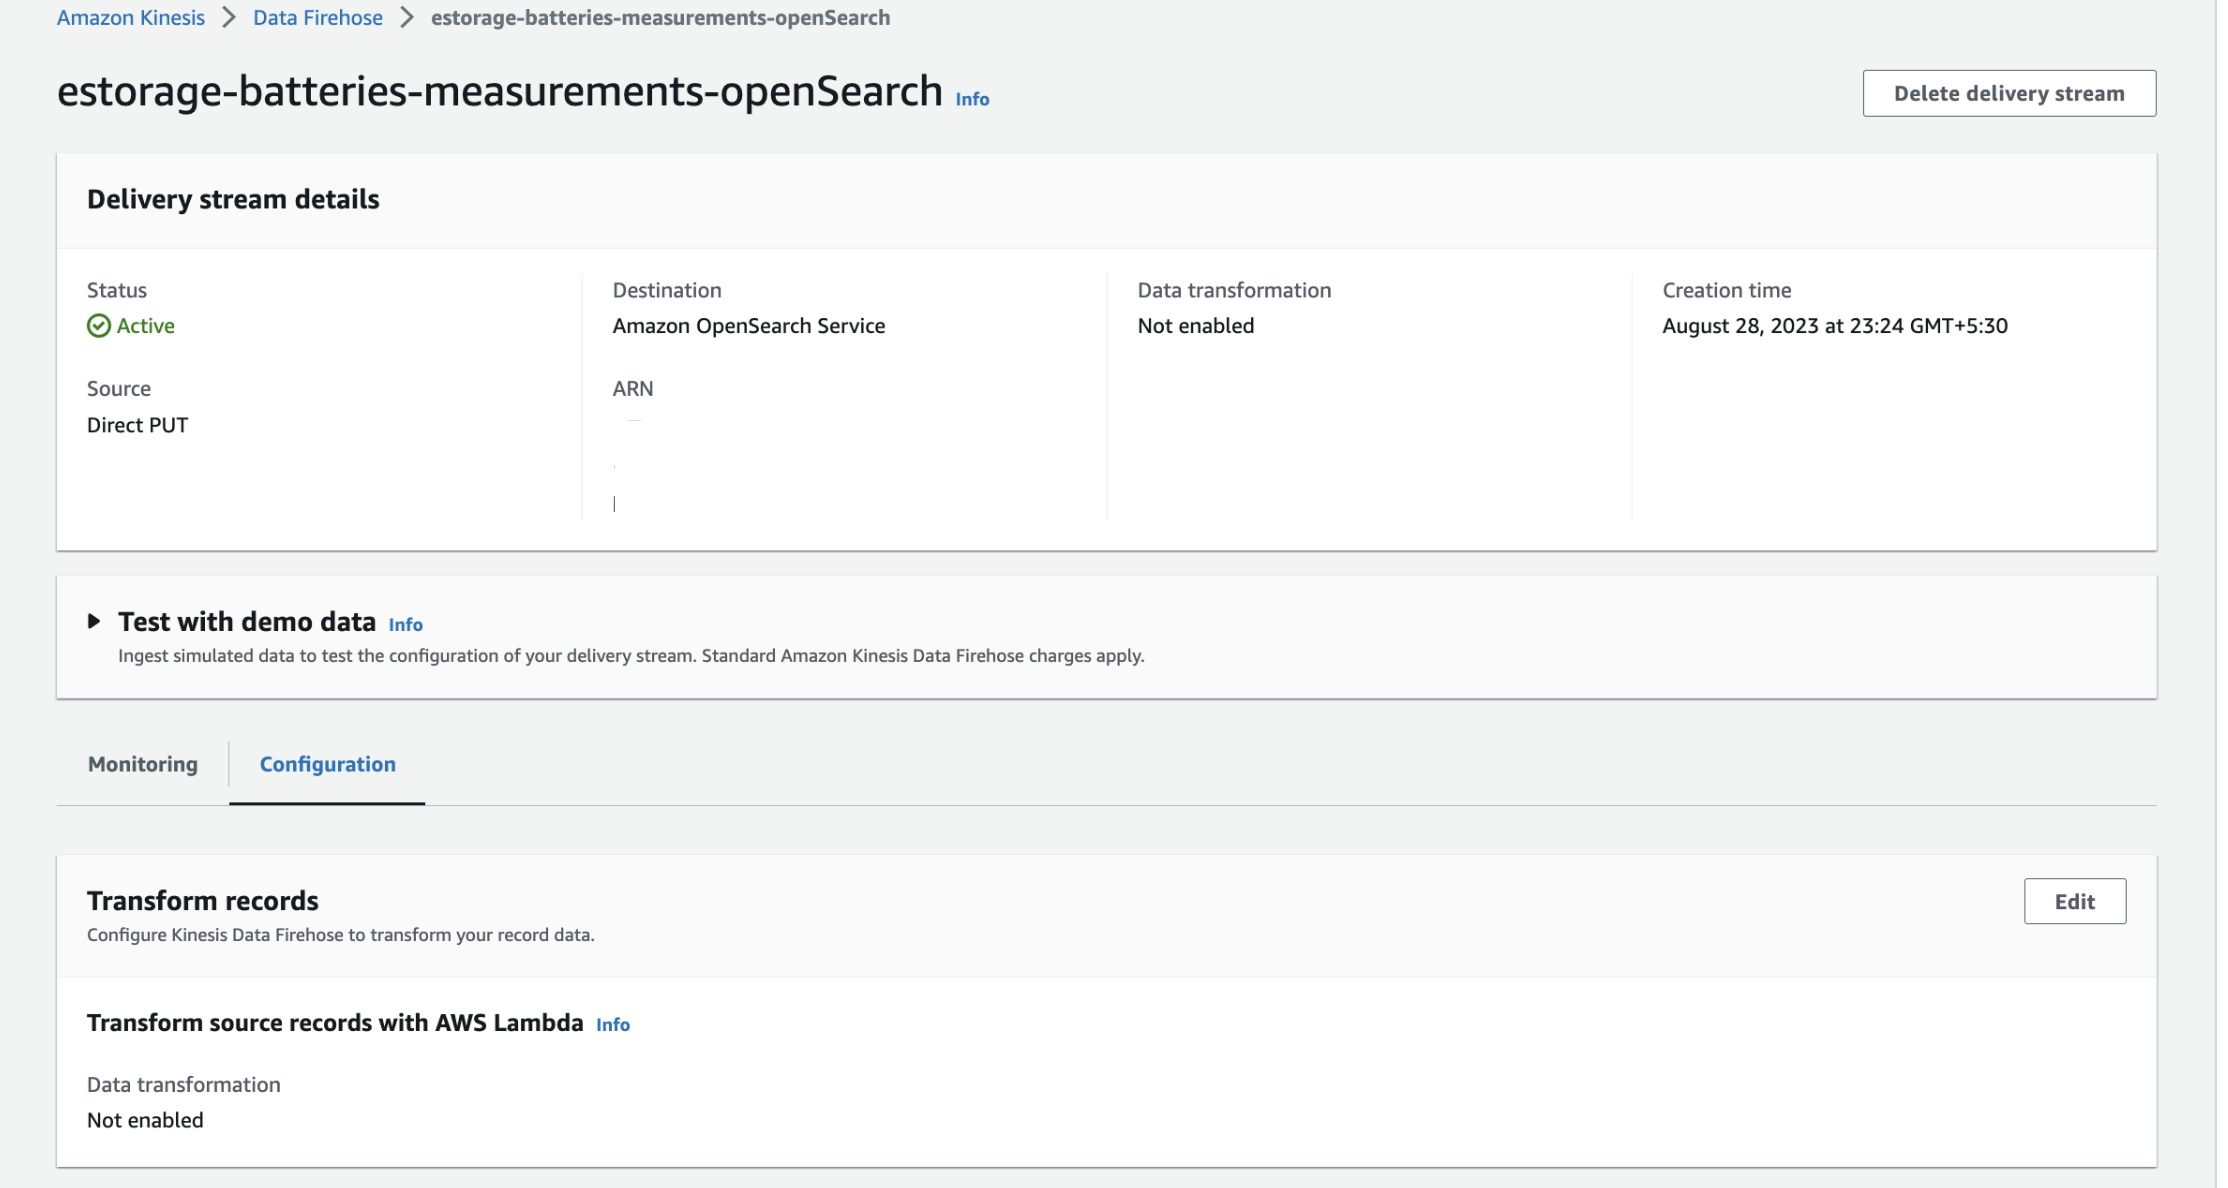 Amazon Kinesis > Data Firehose > estorage-batteries-measurements-openSearch
estorage-batteries-measurements-openSearch Info
Delete delivery stream
Delivery stream details
Status
Active
Source
Direct PUT
Destination
Amazon OpenSearch Service
ARN
Data transformation
Not enabled
Creation time
August 28, 2023 at 23:24 GMT+5:30
Test with demo data Info
Ingest simulated data to test the configuration of your delivery stream. Standard Amazon Kinesis Data Firehose charges apply.
Monitoring
Configuration
Transform records
Edit
Configure Kinesis Data Firehose to transform your record data.
Transform source records with AWS Lambda Info
Data transformation
Not enabled